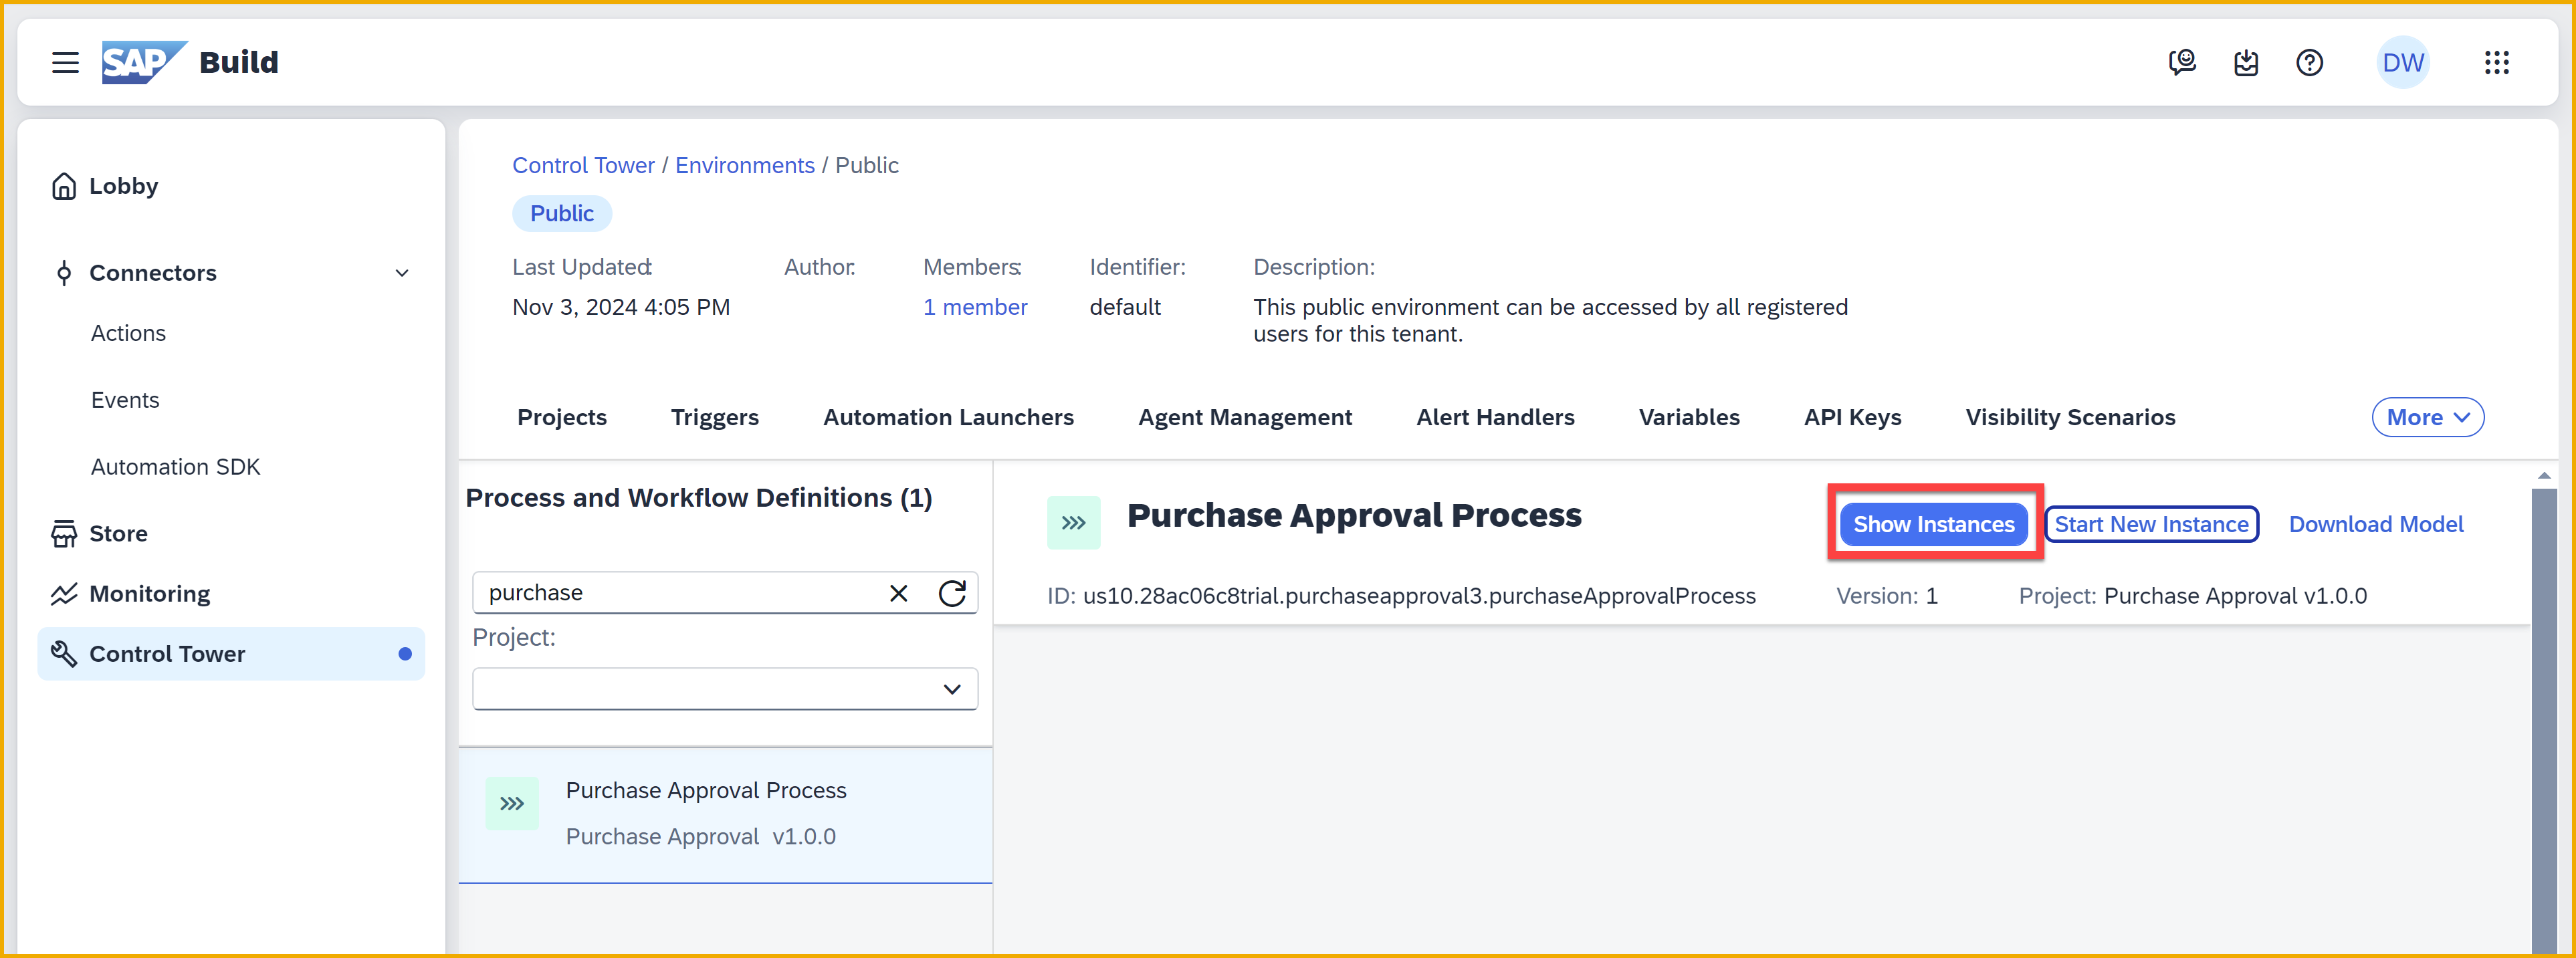 SAP Build
DW
Lobby
Connectors
Actions
Events
Automation SDK
Store
Monitoring
Control Tower
Control Tower / Environments / Public
Public
Last Updated: Author: Members: Identifier: Description:
Nov 3, 2024 4:05 PM 1 member default This public environment can be accessed by all registered
users for this tenant.
Projects Triggers Automation Launchers Agent Management Alert Handlers Variables API Keys Visibility Scenarios More
Process and Workflow Definitions (1)
purchase
Project:
Purchase Approval Process
Purchase Approval v1.0.0
Purchase Approval Process
Show Instances Start New Instance Download Model
ID: us10.28ac06c8trial.purchaseapproval3.purchaseApprovalProcess Version: 1 Project: Purchase Approval v1.0.0